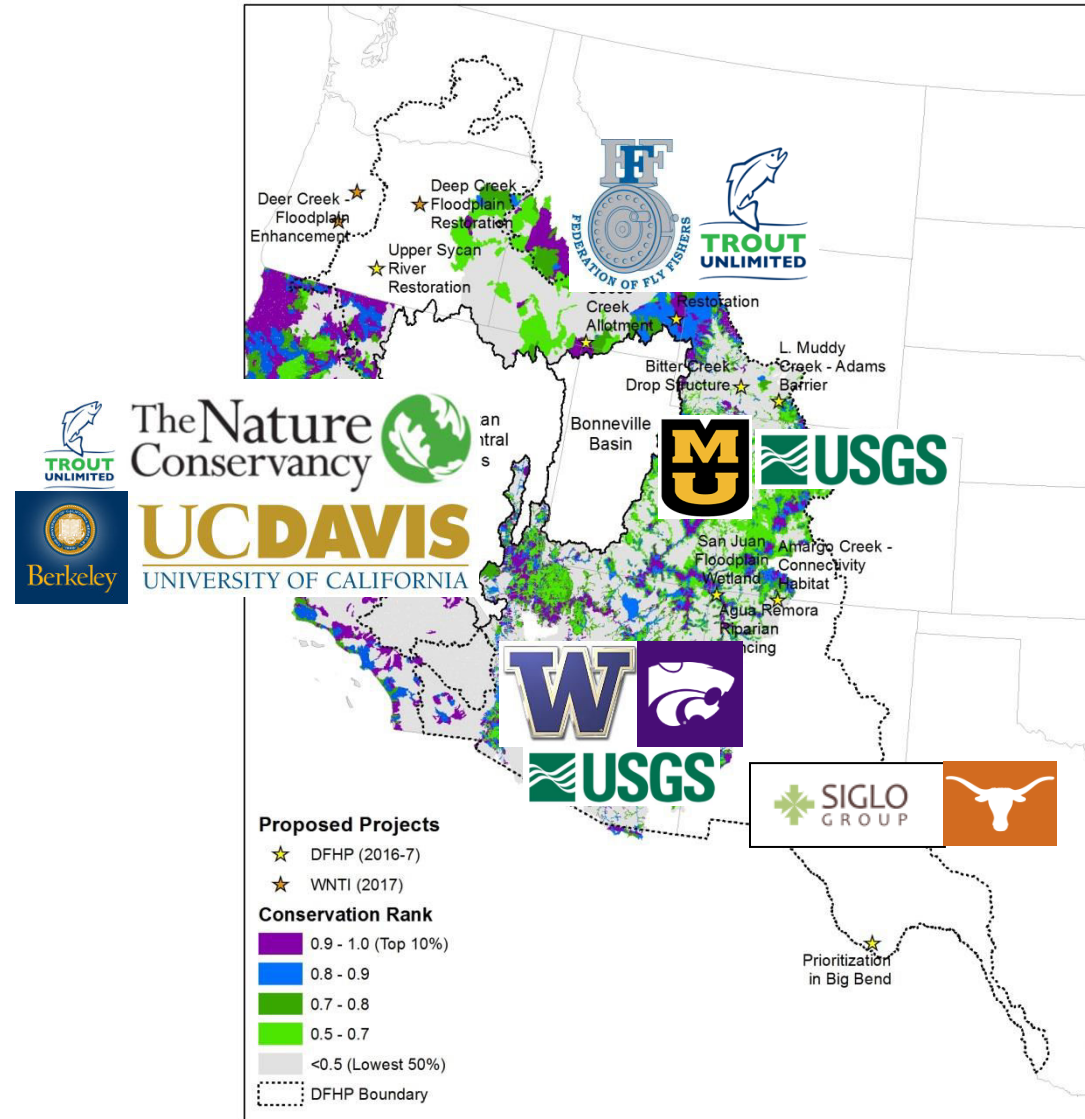 FFF
FEDERATION OF FLY FISHERS
TROUT
UNLIMITED
Deer Creek -
Floodplain
Enhancement
Deep Creek -
Floodplain
Restoration
Upper Sycan
River
Restoration
Creek
Allotment
Restoration
L. Muddy
Creek - Adams
Barrier
Bitter Creek
Drop Structure
Bonneville
Basin
TROUT
UNLIMITED
The Nature
Conservancy
MU
USGS
Berkeley
UCDAVIS
UNIVERSITY OF CALIFORNIA
San Juan
Floodplain
Wetland
Amargo Creek -
Connectivity
Habitat
Agua Remora
Riparian
W
USGS
SIGLO
GROUP
Proposed Projects
DFHP (2016-7)
WNTI (2017)
Conservation Rank
0.9 - 1.0 (Top 10%)
0.8 - 0.9
0.7 - 0.8
0.5 - 0.7
<0.5 (Lowest 50%)
DFHP Boundary
Prioritization
in Big Bend